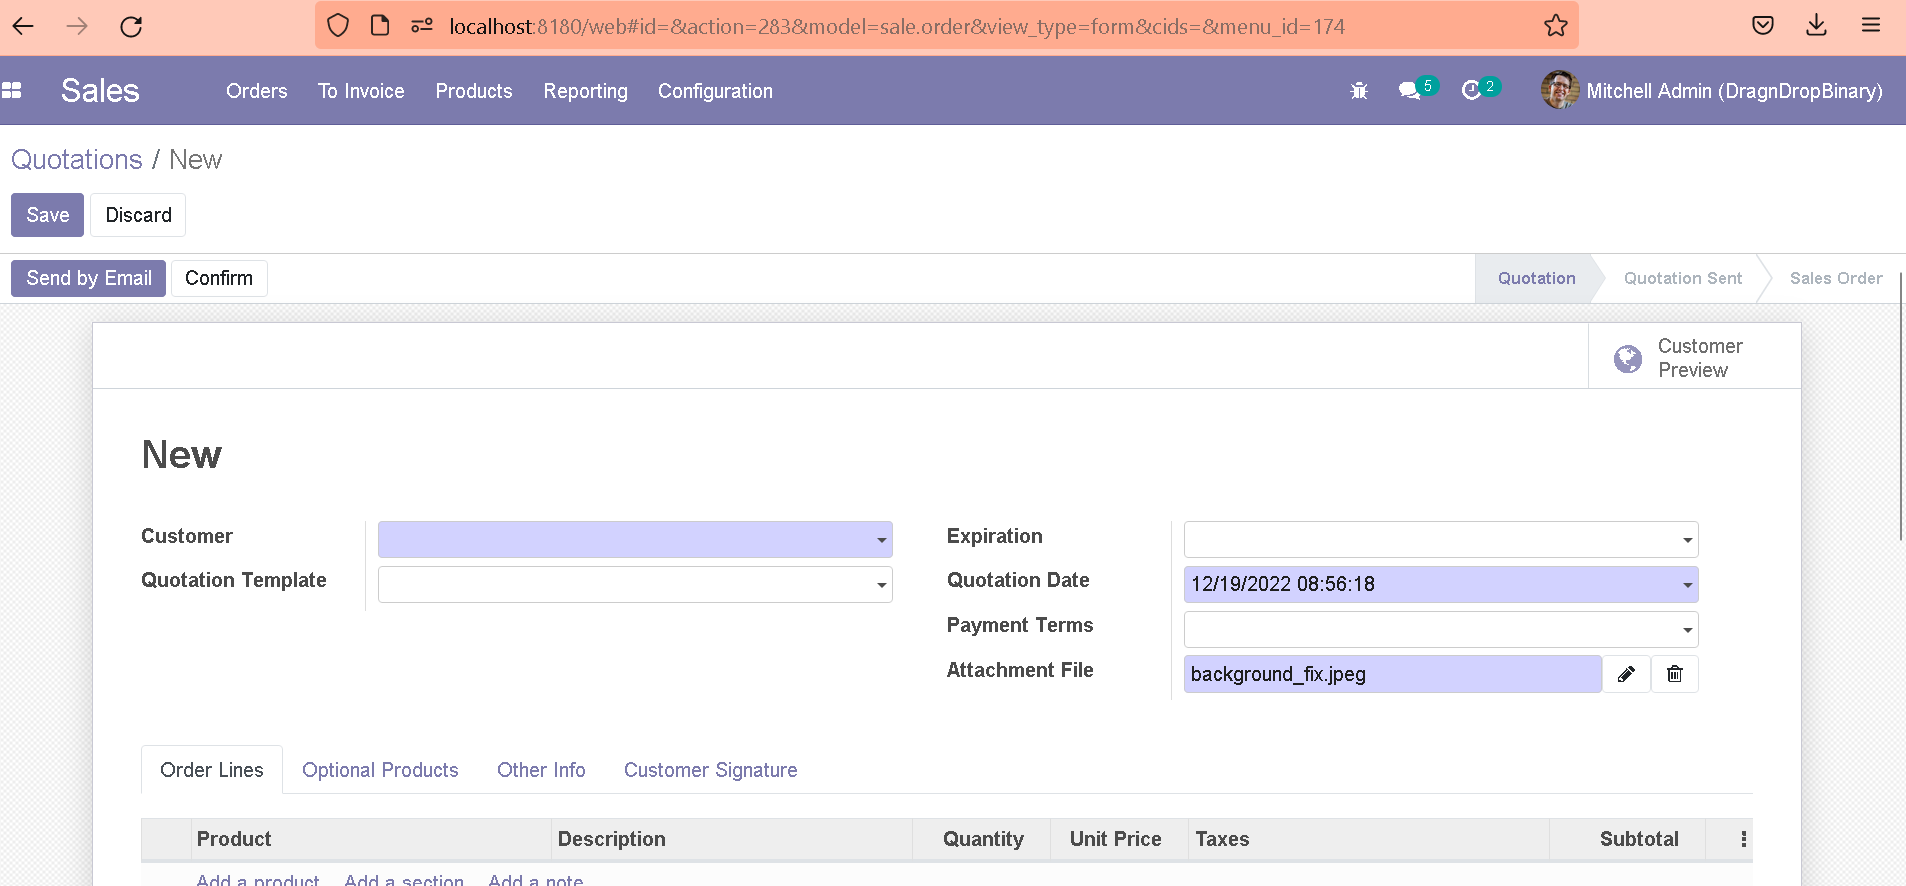 localhost:8180/web#id=&action=283&model=sale.order&view_type=form&cids=&menu_id=174
Sales Orders To Invoice Products Reporting Configuration 5 2 Mitchell Admin (DragnDropBinary)
Quotations / New
Save Discard
Send by Email Confirm Quotation Quotation Sent Sales Order
Customer
Preview
New
Customer Expiration
Quotation Template Quotation Date 12/19/2022 08:56:18
Payment Terms
Attachment File background_fix.jpeg
Order Lines Optional Products Other Info Customer Signature
Product Description Quantity Unit Price Taxes Subtotal
Add a product Add a section Add a note